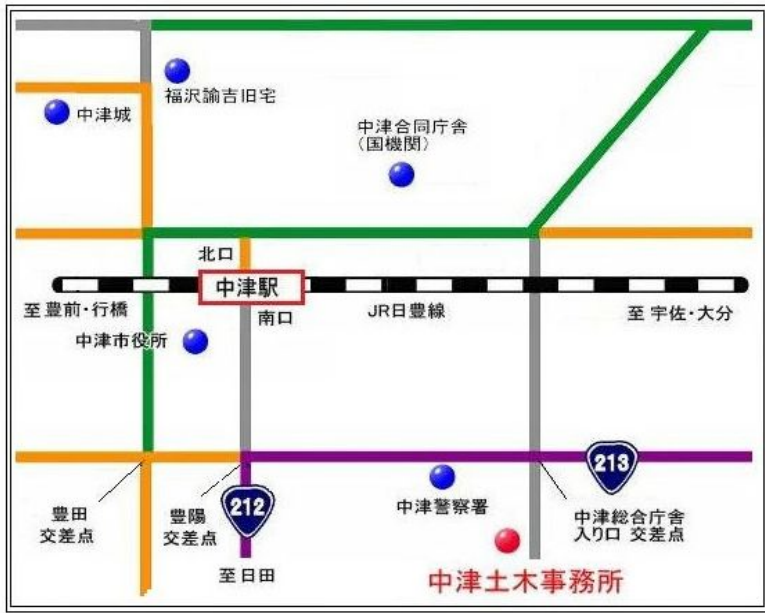 福沢諭吉旧宅
中津城
中津合同庁舎
(国機関)
北口
中津駅
南口
至豊前・行橋
JR日豊線
至 宇佐・大分
中津市役所
213
中津警察署
212
豊田
交差点
豊陽
交差点
中津総合庁舎
入り口 交差点
至日田
中津土木事務所